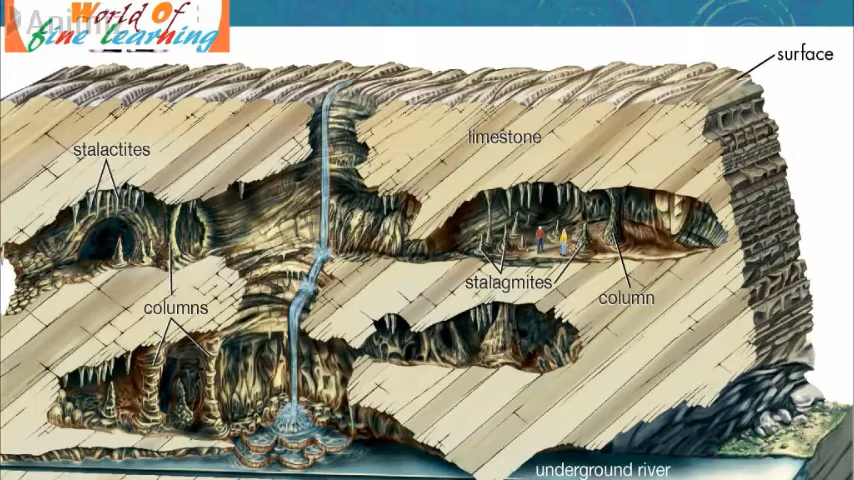 World Of
fine learning
surface
limestone
stalactites
stalagmites
column
columns
underground river